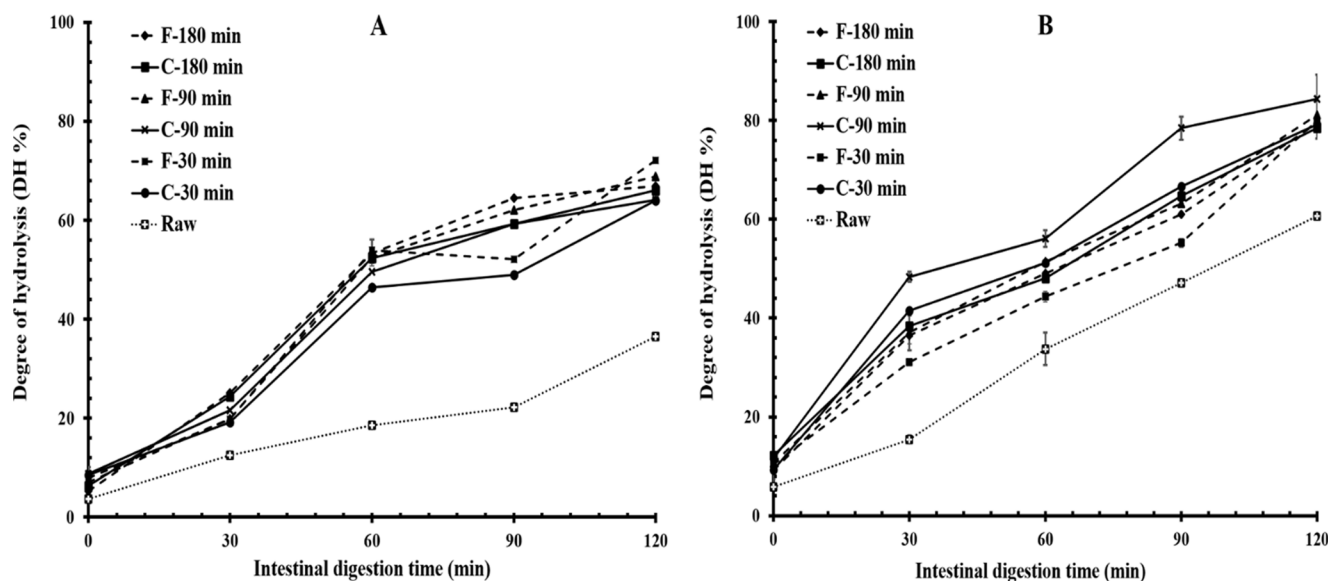 A
F-180 min
C-180 min
F-90 min
C-90 min
F-30 min
C-30 min
Raw
Degree of hydrolysis (DH %)
100
80
60
40
20
0
0 30 60 90 120
Intestinal digestion time (min)
B
F-180 min
C-180 min
F-90 min
C-90 min
F-30 min
C-30 min
Raw
Degree of hydrolysis (DH %)
100
80
60
40
20
0
0 30 60 90 120
Intestinal digestion time (min)